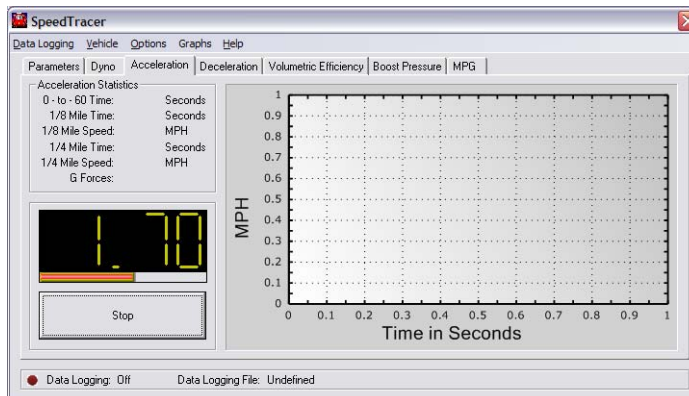 SpeedTracer
Data Logging Vehicle Options Graphs Help
Parameters Dyno Acceleration Deceleration Volumetric Efficiency Boost Pressure MPG
Acceleration Statistics
0 - to - 60 Time: Seconds
1/8 Mile Time: Seconds
1/8 Mile Speed: MPH
1/4 Mile Time: Seconds
1/4 Mile Speed: MPH
G Forces:
1.70
Stop
MPH
1
0.9
0.8
0.7
0.6
0.5
0.4
0.3
0.2
0.1
0
0 0.1 0.2 0.3 0.4 0.5 0.6 0.7 0.8 0.9 1
Time in Seconds
Data Logging: Off Data Logging File: Undefined